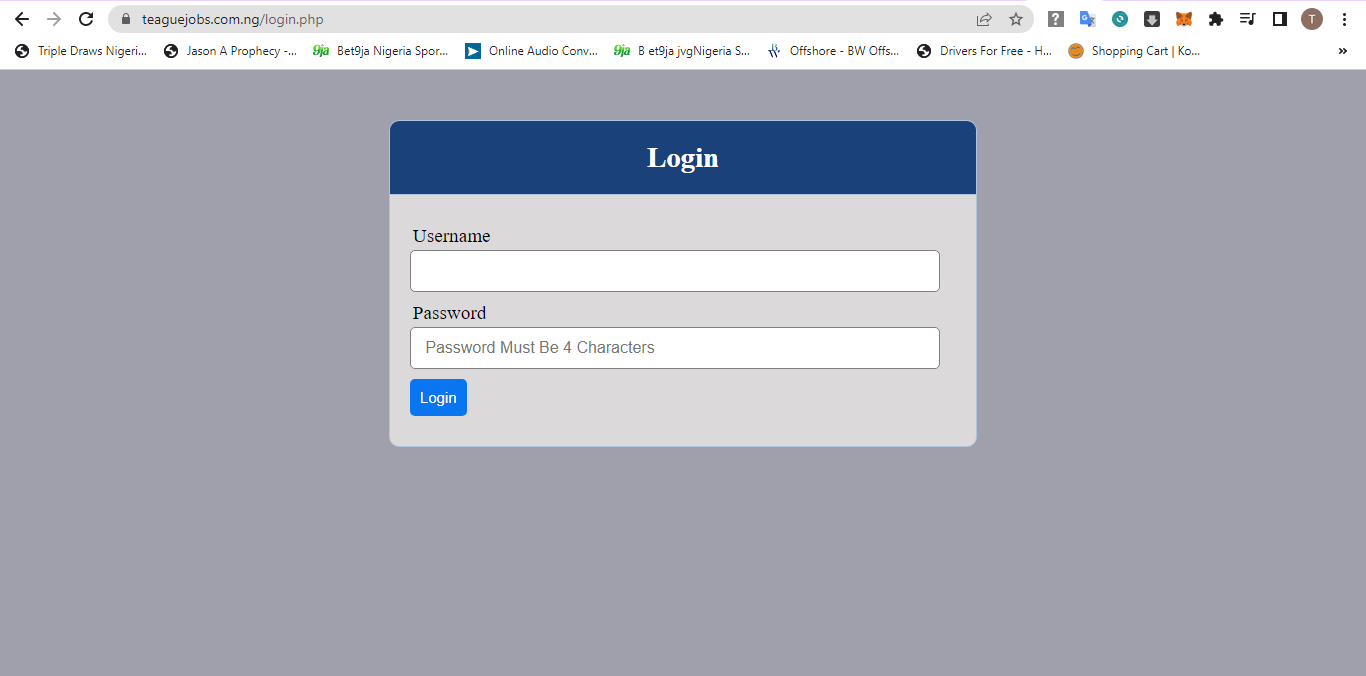 teaguejobs.com.ng/login.php
T
Triple Draws Nigeri... Jason A Prophecy -... 9ja Bet9ja Nigeria Spor... Online Audio Conv... 9ja B et9ja jvgNigeria S... Offshore - BW Offs... Drivers For Free - H... Shopping Cart | Ko... »
Login
Username
Password
Password Must Be 4 Characters
Login